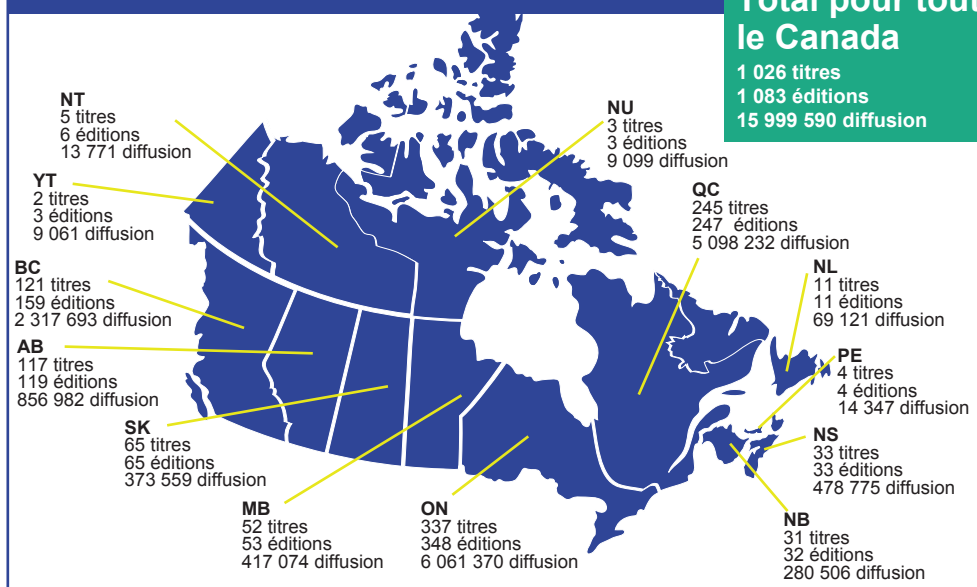 Total pour tout
le Canada
1 026 titres
1 083 éditions
15 999 590 diffusion
NT
5 titres
6 éditions
13 771 diffusion
NU
3 titres
3 éditions
9 099 diffusion
YT
2 titres
3 éditions
9 061 diffusion
QC
245 titres
247 éditions
5 098 232 diffusion
BC
121 titres
159 éditions
2 317 693 diffusion
NL
11 titres
11 éditions
69 121 diffusion
AB
117 titres
119 éditions
856 982 diffusion
PE
4 titres
4 éditions
14 347 diffusion
SK
65 titres
65 éditions
373 559 diffusion
NS
33 titres
33 éditions
478 775 diffusion
MB
52 titres
53 éditions
417 074 diffusion
ON
337 titres
348 éditions
6 061 370 diffusion
NB
31 titres
32 éditions
280 506 diffusion